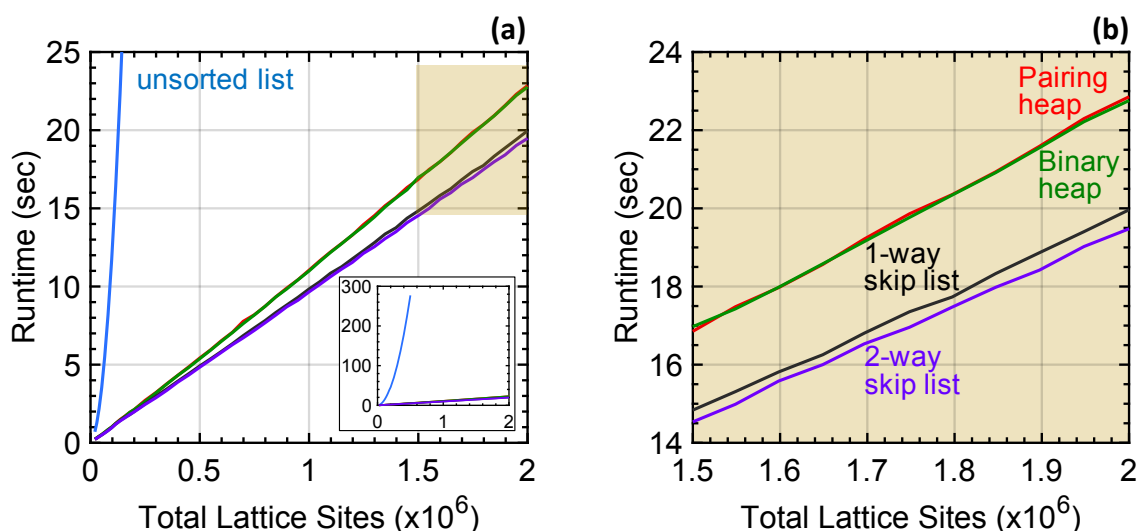 (a)
25
20
15
10
5
0
Runtime (sec)
unsorted list
300
200
100
0
0
1
2
0
0.5
1
1.5
2
Total Lattice Sites (x10^6)
(b)
24
22
20
18
16
14
Runtime (sec)
Pairing
heap
Binary
heap
1-way
skip list
2-way
skip list
1.5
1.6
1.7
1.8
1.9
2
Total Lattice Sites (x10^6)